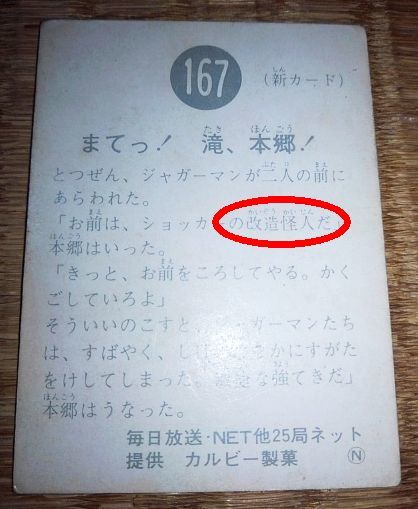 167
(新カード)
まてっ! 滝、本郷!
とつぜん、ジャガーマンが二人の前に
あらわれた。
「お前は、ショッカーの改造怪人だ」
本郷はいった。
「きっと、お前をころしてやる。かく
ごしていろよ」
そういいのこすと、ジャガーマンたち
は、すばやく、し かにすがた
をけしてしまった。 な強てきだ」
本郷はうなった。
毎日放送・NET他25局ネット
提供 カルビー製菓 N